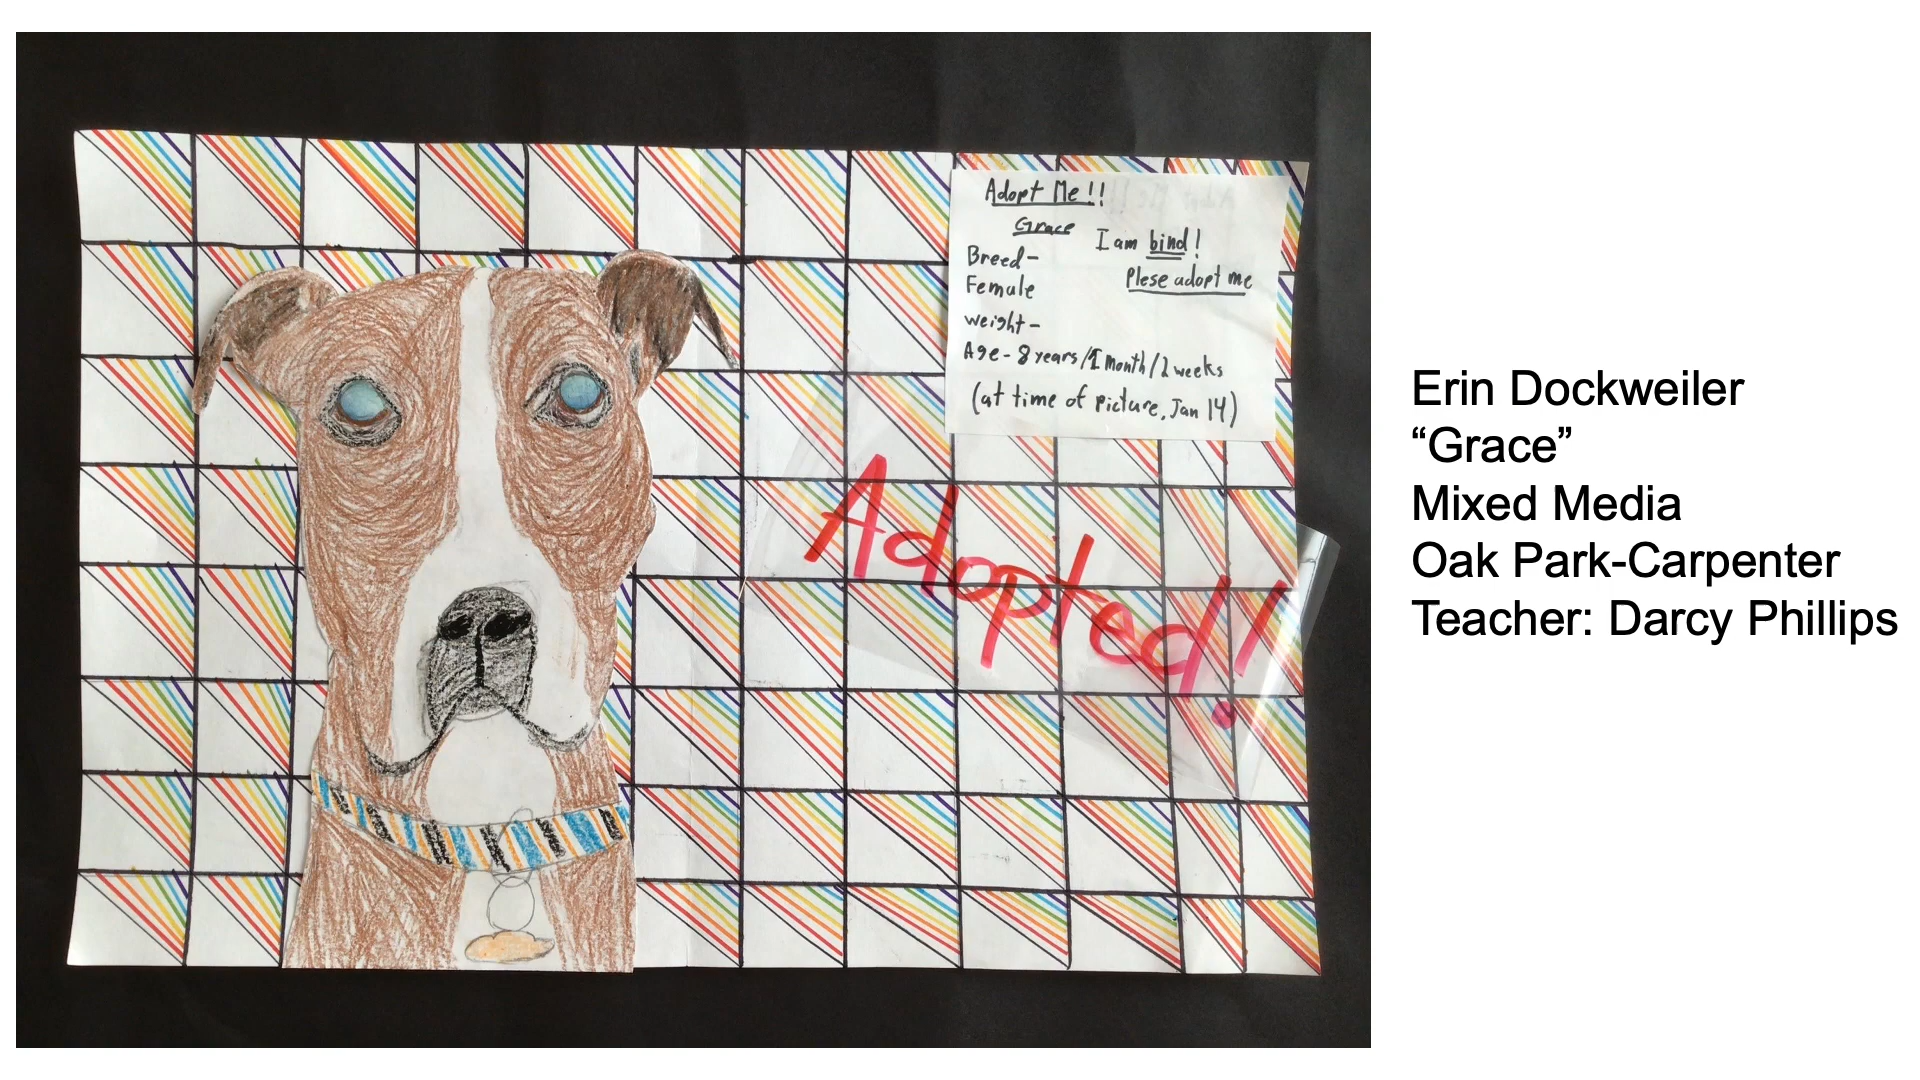 Adopt Me!!
Grace
I am bind!
Breed-
Plese adopt me
Female
weight-
Age - 8 years/1 month/2 weeks
(at time of picture, Jan 14)
Adopted!!
Erin Dockweiler
“Grace”
Mixed Media
Oak Park-Carpenter
Teacher: Darcy Phillips